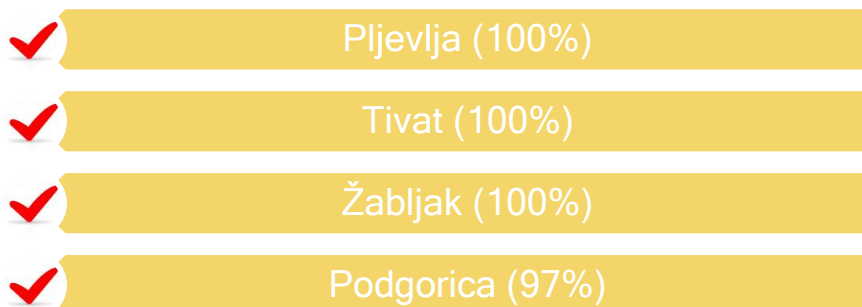 Pljevlja (100%)
Tivat (100%)
Žabljak (100%)
Podgorica (97%)